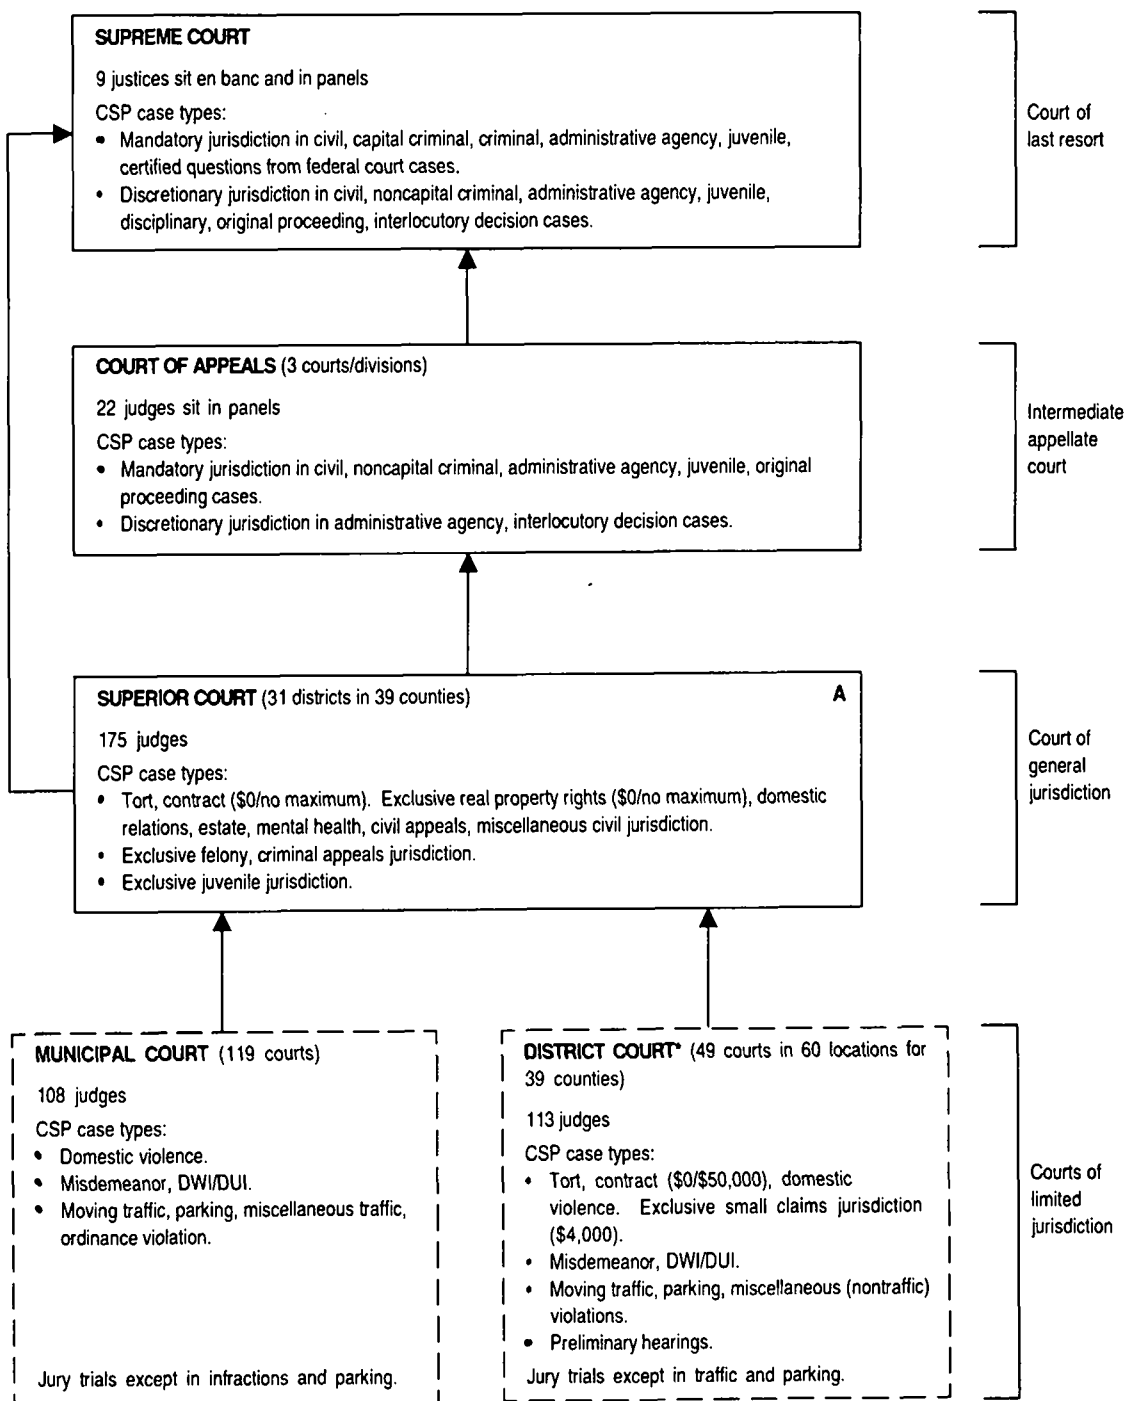 SUPREME COURT
9 justices sit en banc and in panels
CSP case types:
• Mandatory jurisdiction in civil, capital criminal, criminal, administrative agency, juvenile,
certified questions from federal court cases.
• Discretionary jurisdiction in civil, noncapital criminal, administrative agency, juvenile,
disciplinary, original proceeding, interlocutory decision cases.
Court of
last resort
COURT OF APPEALS (3 courts/divisions)
22 judges sit in panels
CSP case types:
• Mandatory jurisdiction in civil, noncapital criminal, administrative agency, juvenile, original
proceeding cases.
• Discretionary jurisdiction in administrative agency, interlocutory decision cases.
Intermediate
appellate
court
SUPERIOR COURT (31 districts in 39 counties) A
175 judges
CSP case types:
• Tort, contract ($0/no maximum). Exclusive real property rights ($0/no maximum), domestic
relations, estate, mental health, civil appeals, miscellaneous civil jurisdiction.
• Exclusive felony, criminal appeals jurisdiction.
• Exclusive juvenile jurisdiction.
Court of
general
jurisdiction
MUNICIPAL COURT (119 courts)
108 judges
CSP case types:
• Domestic violence.
• Misdemeanor, DWI/DUI.
• Moving traffic, parking, miscellaneous traffic,
ordinance violation.
Jury trials except in infractions and parking.
DISTRICT COURT* (49 courts in 60 locations for
39 counties)
113 judges
CSP case types:
• Tort, contract ($0/$50,000), domestic
violence. Exclusive small claims jurisdiction
($4,000).
• Misdemeanor, DWI/DUI.
• Moving traffic, parking, miscellaneous (nontraffic)
violations.
• Preliminary hearings.
Jury trials except in traffic and parking.
Courts of
limited
jurisdiction